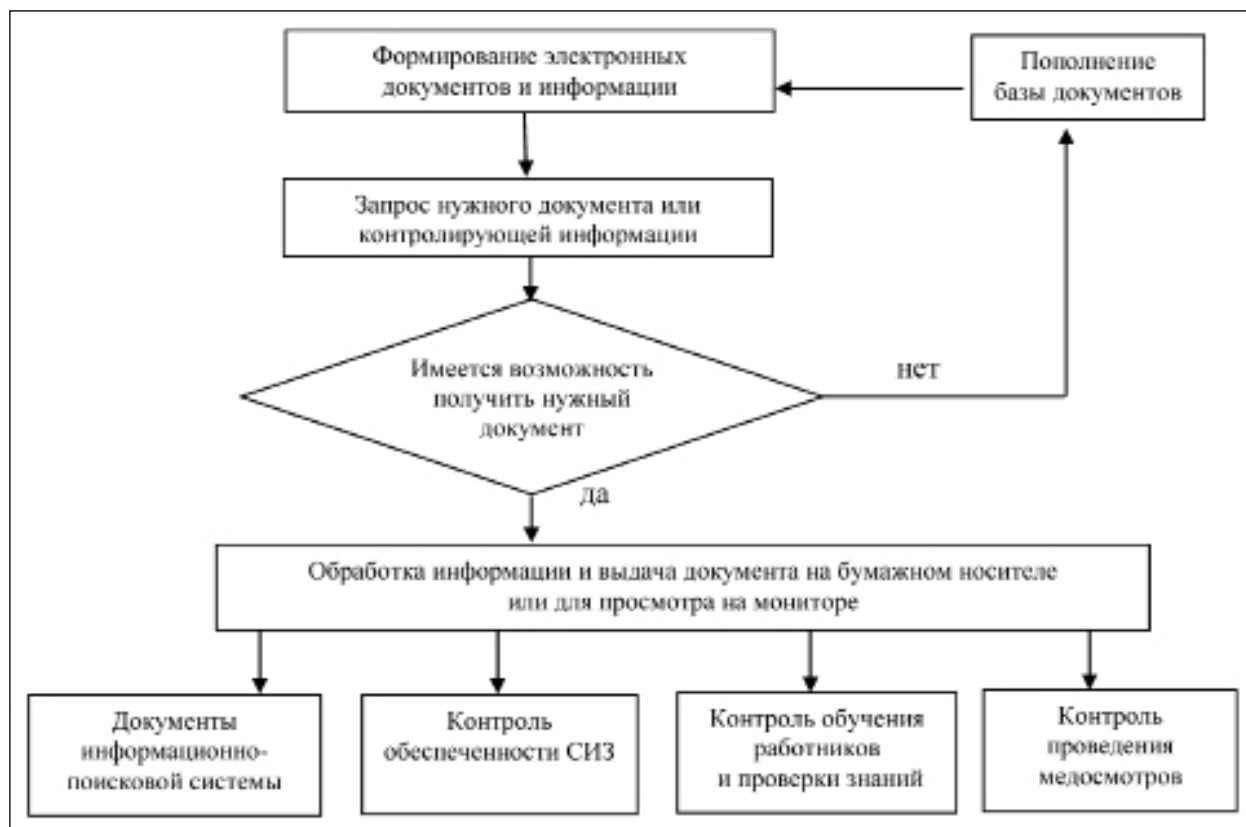 Формирование электронных
документов и информации
Пополнение
базы документов
Запрос нужного документа или
контролирующей информации
Имеется возможность
получить нужный
документ
нет
да
Обработка информации и выдача документа на бумажном носителе
или для просмотра на мониторе
Документы
информационно-
поисковой системы
Контроль
обеспеченности СИЗ
Контроль обучения
работников
и проверки знаний
Контроль
проведения
медосмотров